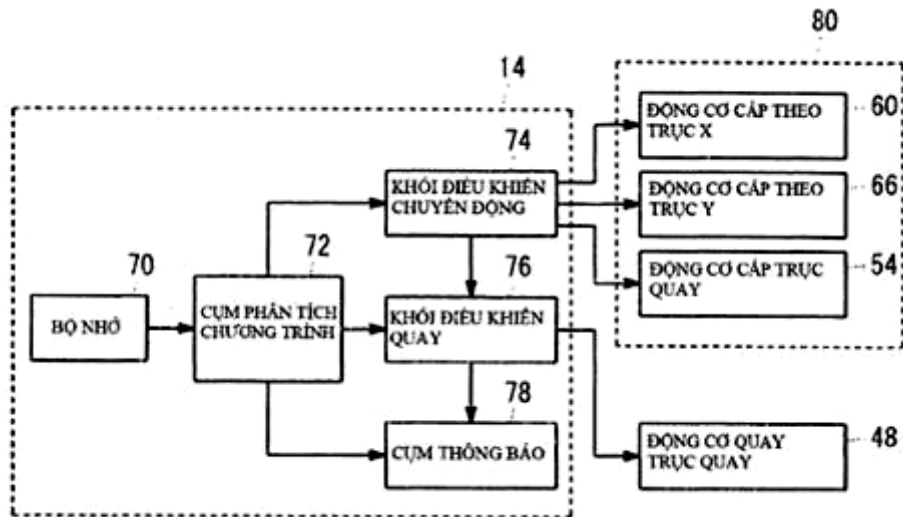 80
14
74
KHỐI ĐIỀU KHIỂN
CHUYỂN ĐỘNG
60
ĐỘNG CƠ CẤP THEO
TRỤC X
66
ĐỘNG CƠ CẤP THEO
TRỤC Y
70
BỘ NHỚ
72
CỤM PHÂN TÍCH
CHƯƠNG TRÌNH
76
KHỐI ĐIỀU KHIỂN
QUAY
54
ĐỘNG CƠ CẤP TRỤC
QUAY
78
CỤM THÔNG BÁO
48
ĐỘNG CƠ QUAY
TRỤC QUAY